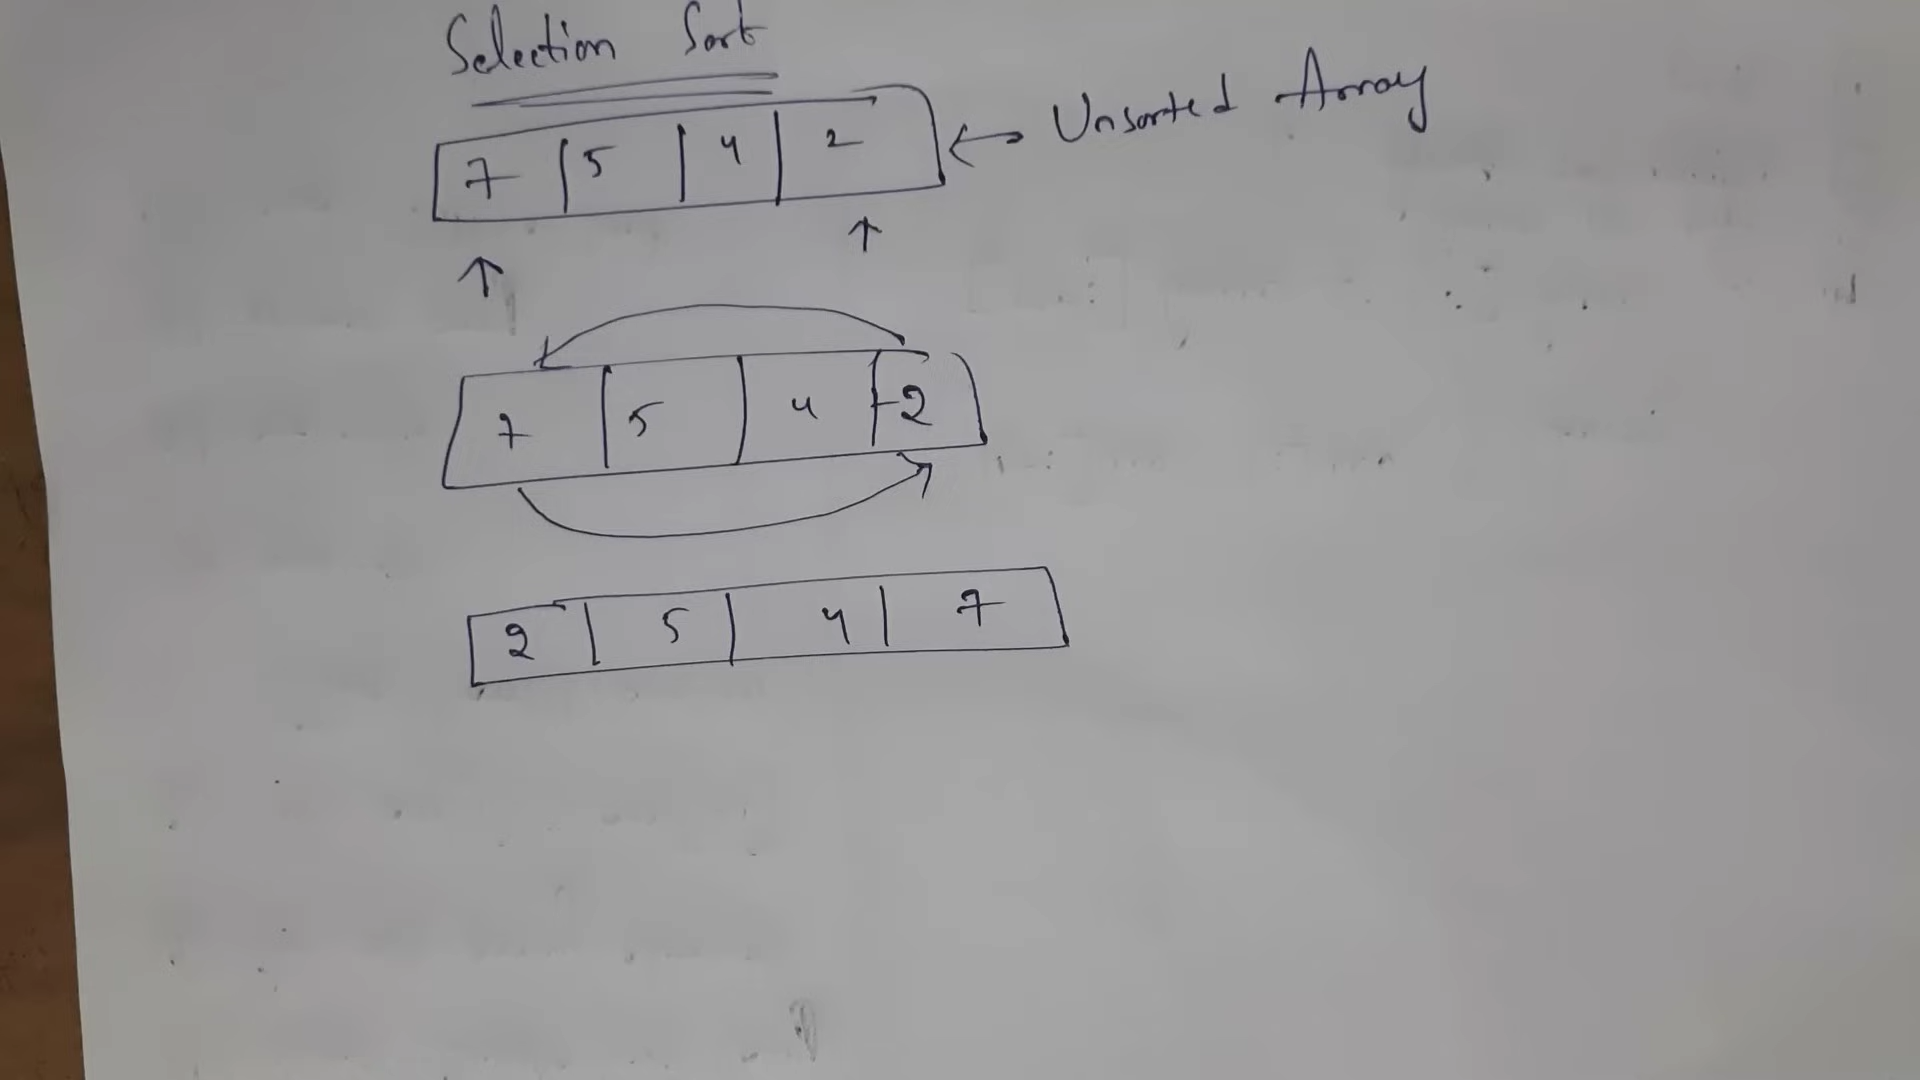 Selection Sort
7 5 4 2 Unsorted Array
7 5 4 2
2 5 4 7